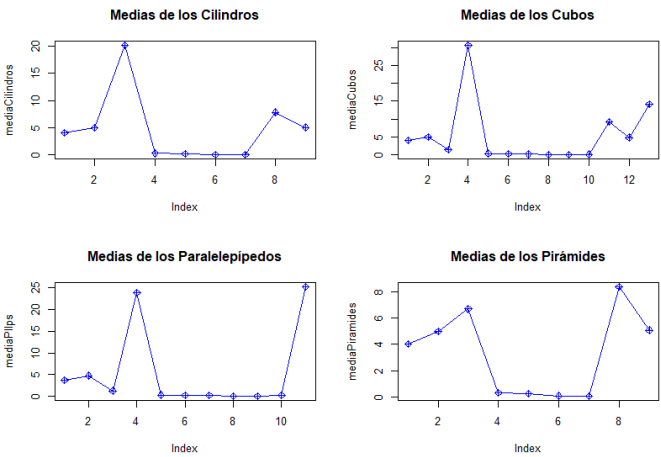 Medias de los Cilindros
mediaCilindros
0 5 10 15 20
2 4 6 8
Index
Medias de los Cubos
mediaCubos
0 5 15 25
2 4 6 8 10 12
Index
Medias de los Paralelepípedos
mediaPllps
0 5 10 15 20 25
2 4 6 8 10
Index
Medias de los Pirámides
mediaPiramides
0 2 4 6 8
2 4 6 8
Index